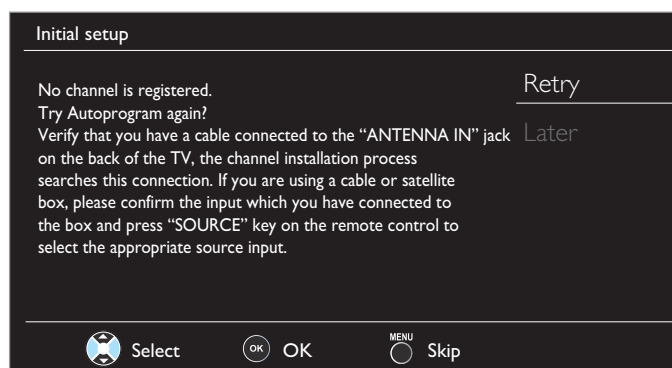 Initial setup
No channel is registered.
Try Autoprogram again?
Verify that you have a cable connected to the “ANTENNA IN” jack
on the back of the TV, the channel installation process
searches this connection. If you are using a cable or satellite
box, please confirm the input which you have connected to
the box and press “SOURCE” key on the remote control to
select the appropriate source input.
Retry
Later
Select
OK OK
MENU
Skip